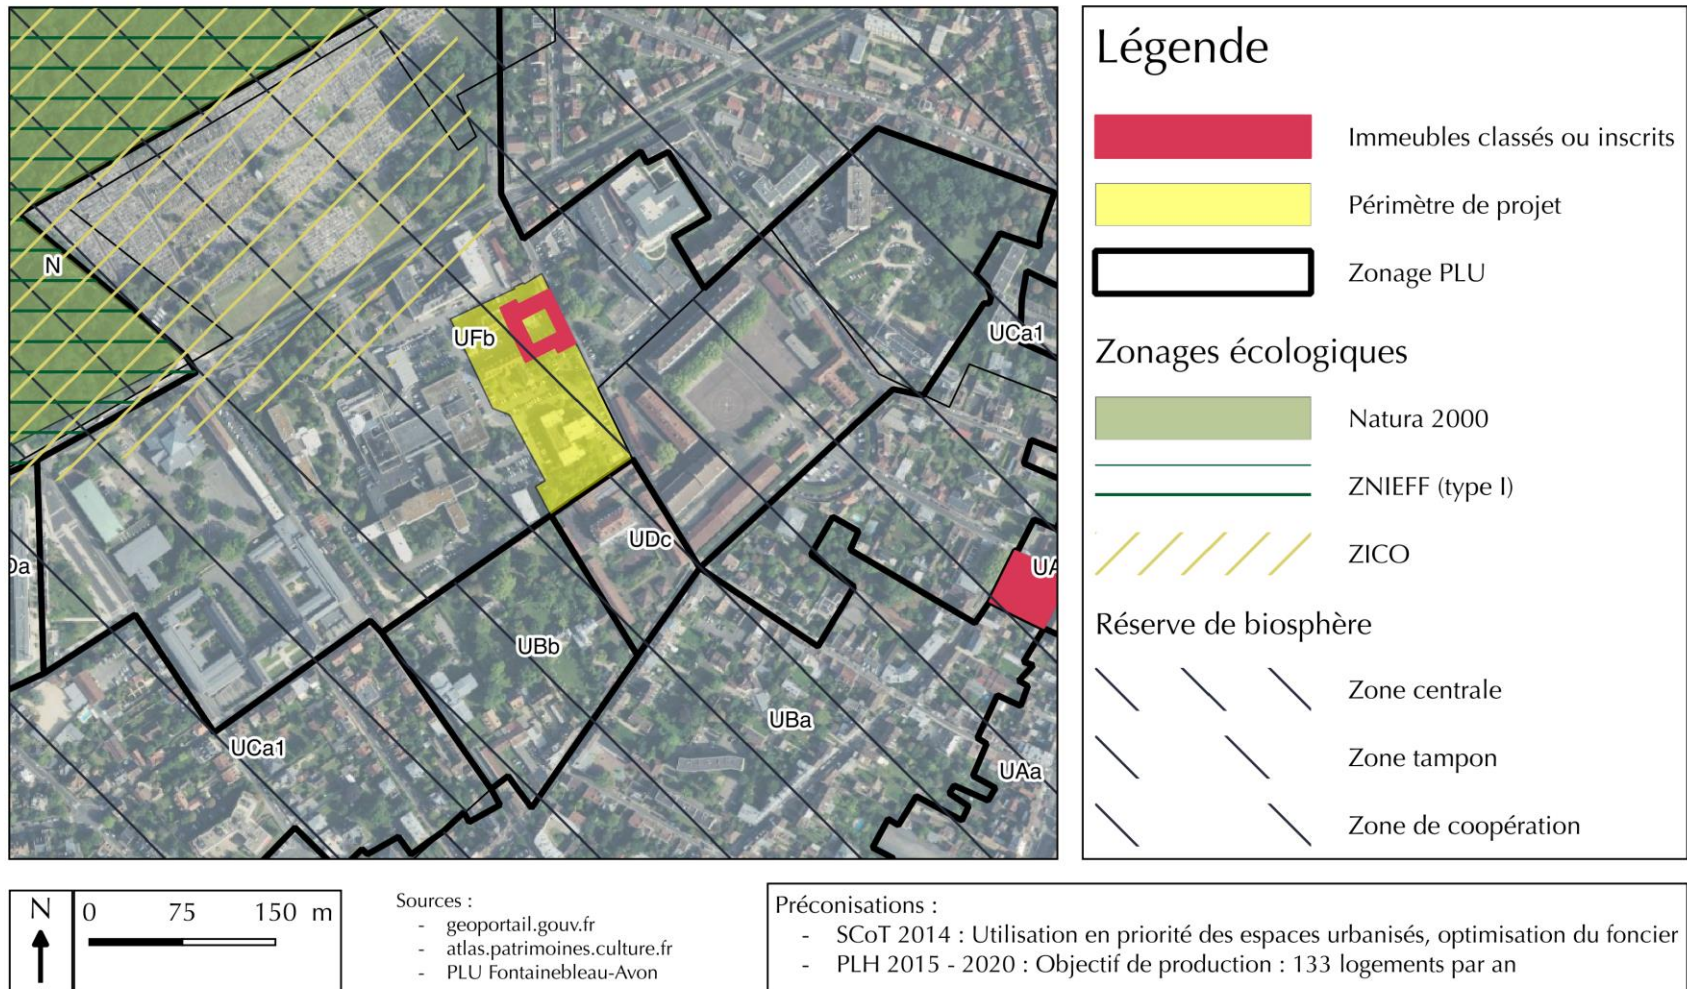 N
UFb
UCa1
Da
UDc
UA
UBb
UBa
UCa1
UAa
Légende
Immeubles classés ou inscrits
Périmètre de projet
Zonage PLU
Zonages écologiques
Natura 2000
ZNIEFF (type I)
ZICO
Réserve de biosphère
Zone centrale
Zone tampon
Zone de coopération
N
0 75 150 m
Sources :
- geoportail.gouv.fr
- atlas.patrimoines.culture.fr
- PLU Fontainebleau-Avon
Préconisations :
- SCoT 2014 : Utilisation en priorité des espaces urbanisés, optimisation du foncier
- PLH 2015 - 2020 : Objectif de production : 133 logements par an